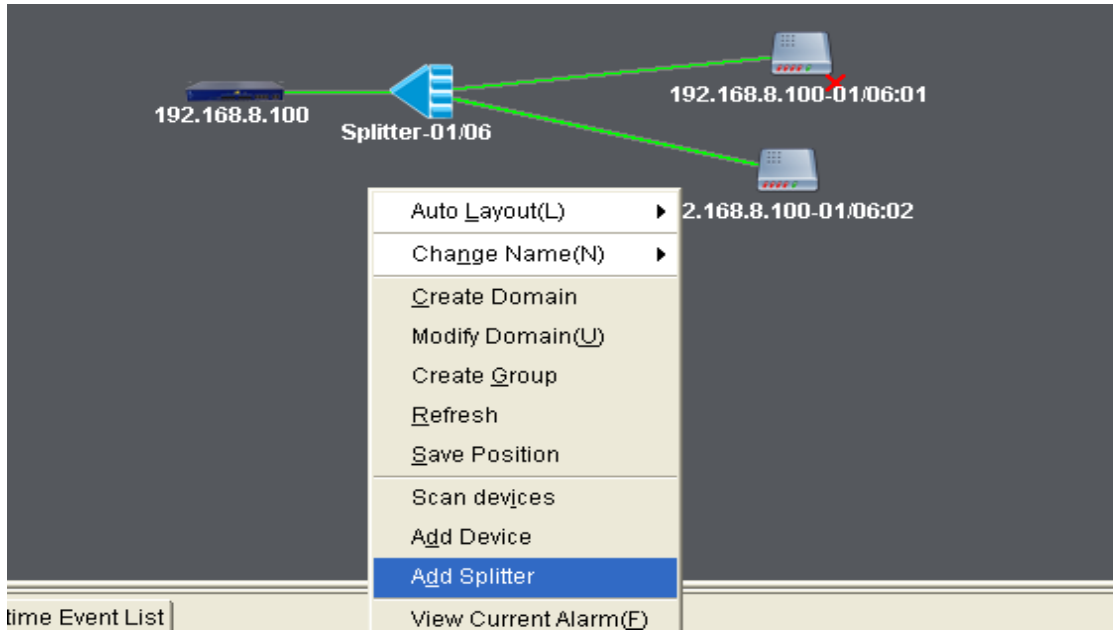 192.168.8.100
Splitter-01/06
192.168.8.100-01/06:01
2.168.8.100-01/06:02
Auto Layout(L)
Change Name(N)
Create Domain
Modify Domain(U)
Create Group
Refresh
Save Position
Scan devices
Add Device
Add Splitter
View Current Alarm(F)
time Event List